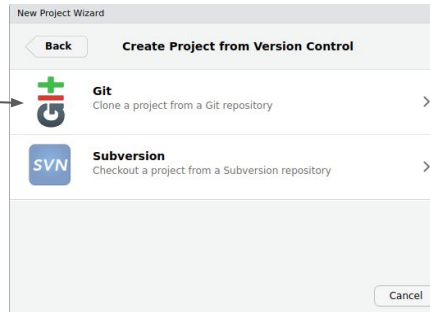 New Project Wizard
Back
Create Project from Version Control
git
Git
Clone a project from a Git repository
SVN
Subversion
Checkout a project from a Subversion repository
Cancel